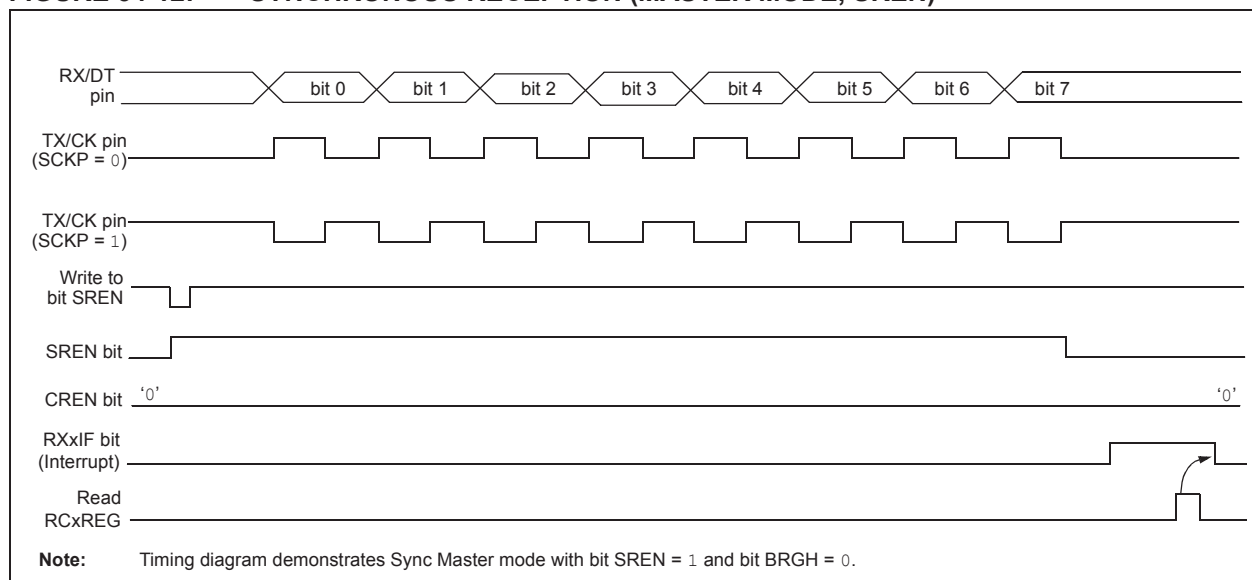 RX/DT
pin
bit 0 bit 1 bit 2 bit 3 bit 4 bit 5 bit 6 bit 7
TX/CK pin
(SCKP = 0)
TX/CK pin
(SCKP = 1)
Write to
bit SREN
SREN bit
CREN bit ‘0’ ‘0’
RXxIF bit
(Interrupt)
Read
RCxREG
Note: Timing diagram demonstrates Sync Master mode with bit SREN = 1 and bit BRGH = 0.